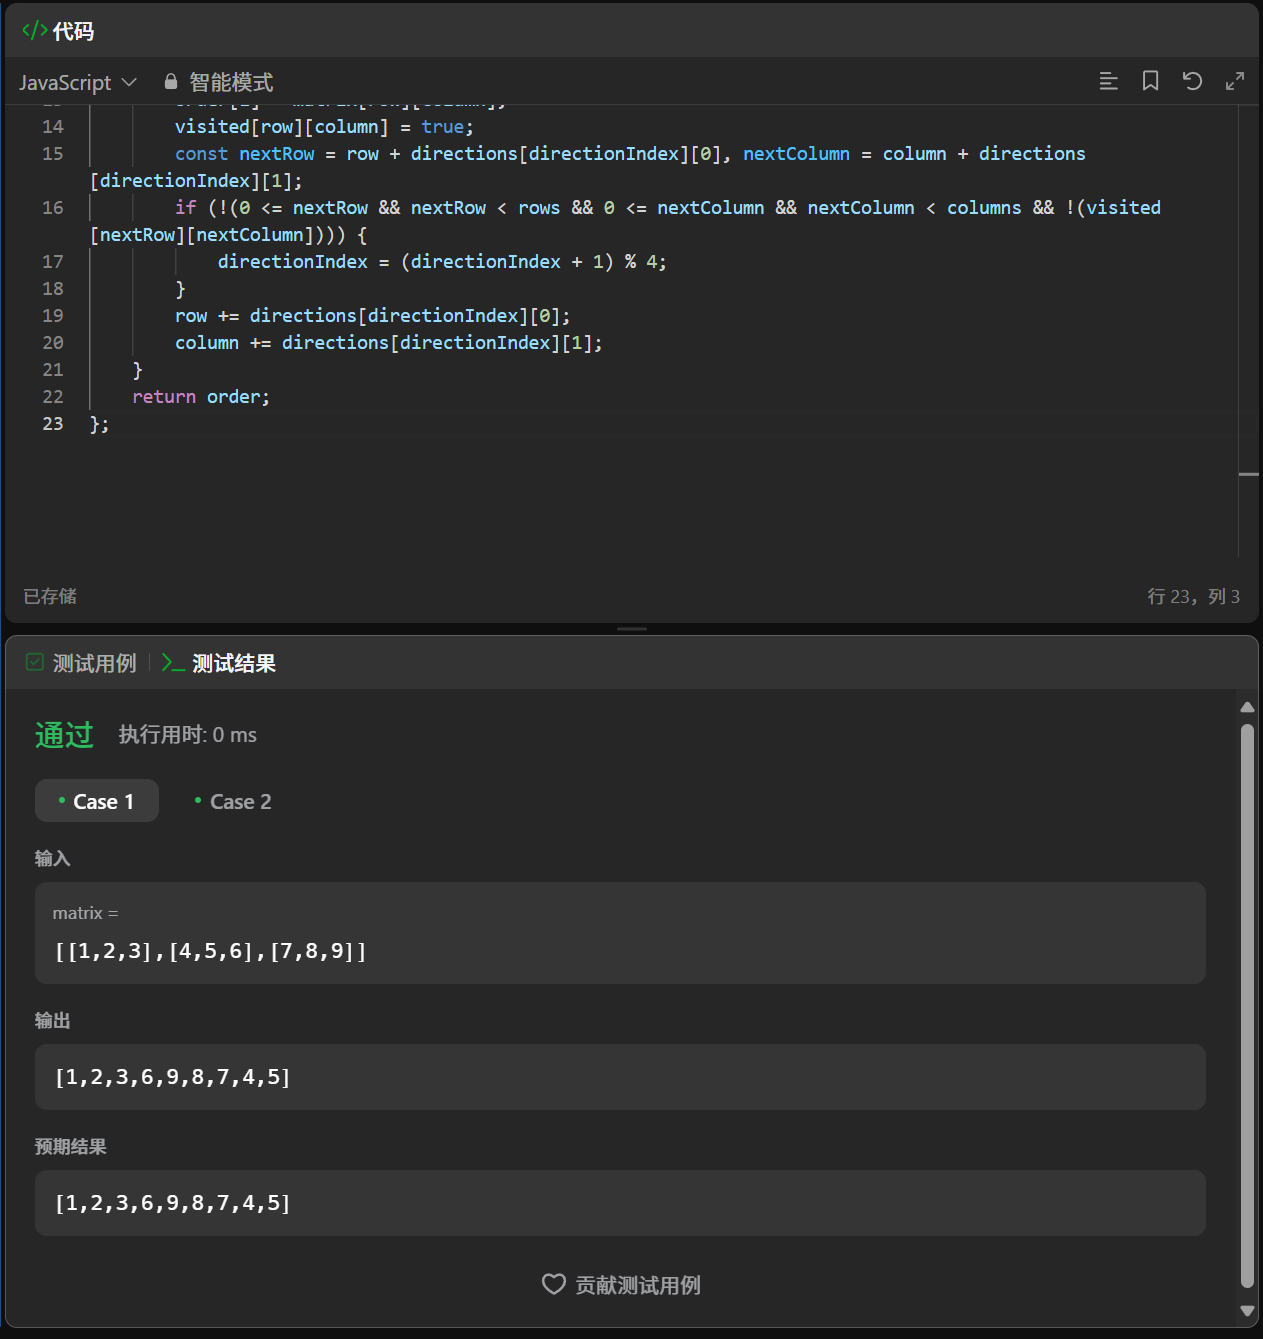 </> 代码
JavaScript 智能模式
14 visited[row][column] = true;
15 const nextRow = row + directions[directionIndex][0], nextColumn = column + directions
[directionIndex][1];
16 if (!(0 <= nextRow && nextRow < rows && 0 <= nextColumn && nextColumn < columns && !(visited
[nextRow][nextColumn]))) {
17 directionIndex = (directionIndex + 1) % 4;
18 }
19 row += directions[directionIndex][0];
20 column += directions[directionIndex][1];
21 }
22 return order;
23 };
已存储 行 23，列 3
测试用例 >_ 测试结果
通过 执行用时: 0 ms
• Case 1 • Case 2
输入
matrix =
[[1,2,3],[4,5,6],[7,8,9]]
输出
[1,2,3,6,9,8,7,4,5]
预期结果
[1,2,3,6,9,8,7,4,5]
贡献测试用例